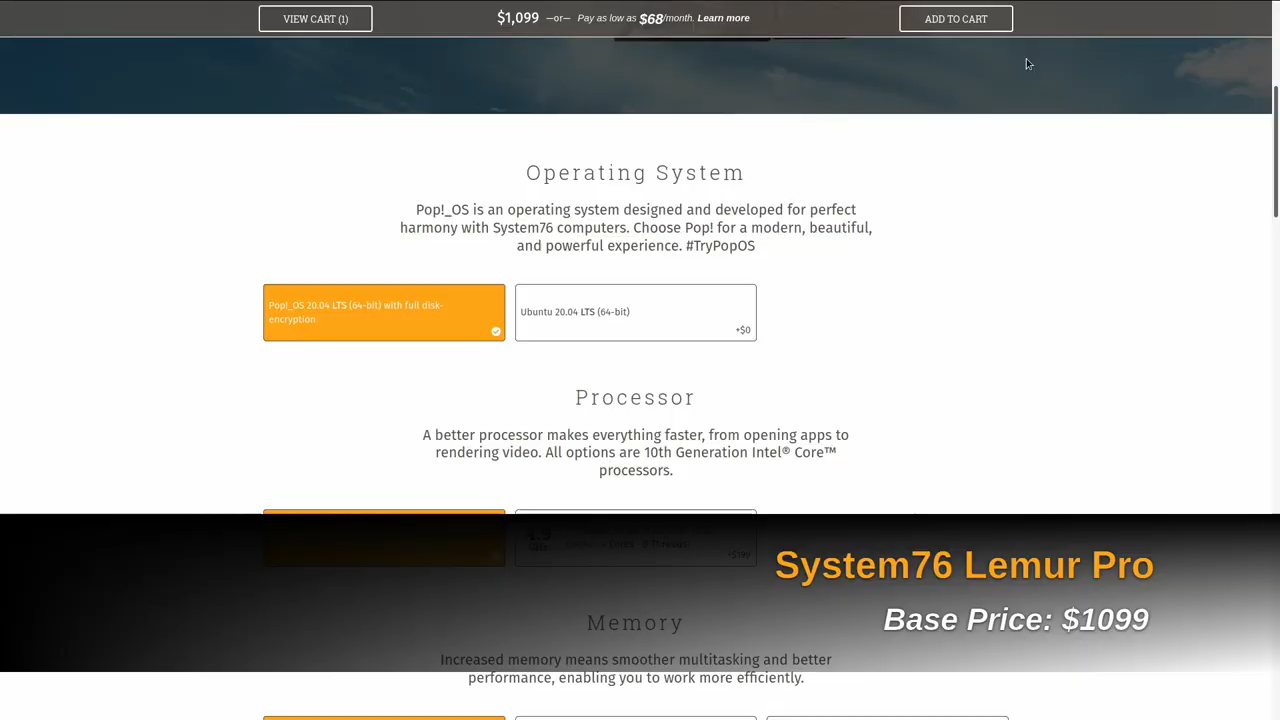 VIEW CART (1)
$1,099 —or— Pay as low as $68/month. Learn more
ADD TO CART
Operating System
Pop!_OS is an operating system designed and developed for perfect
harmony with System76 computers. Choose Pop! for a modern, beautiful,
and powerful experience. #TryPopOS
Pop!_OS 20.04 LTS (64-bit) with full disk-
encryption
Ubuntu 20.04 LTS (64-bit)
+$0
Processor
A better processor makes everything faster, from opening apps to
rendering video. All options are 10th Generation Intel® Core™
processors.
4.9
GHz
+$199
System76 Lemur Pro
Base Price: $1099
Memory
Increased memory means smoother multitasking and better
performance, enabling you to work more efficiently.